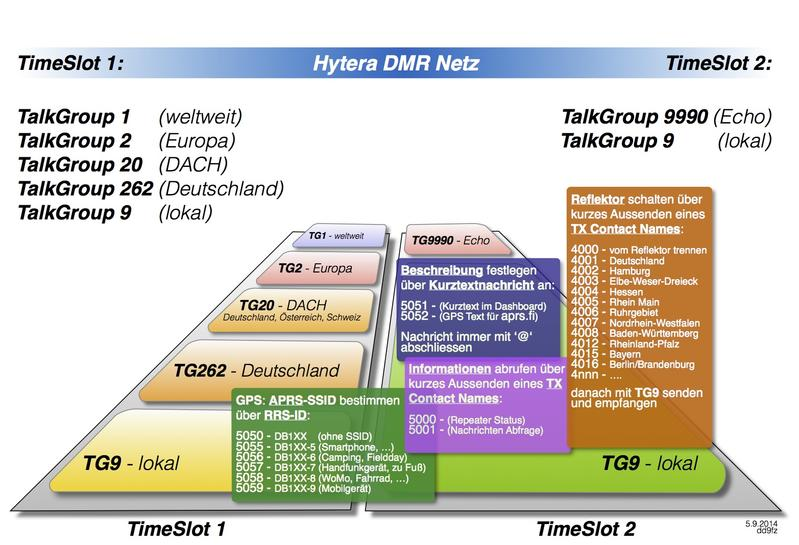 TimeSlot 1:
Hytera DMR Netz
TimeSlot 2:
TalkGroup 1 (weltweit)
TalkGroup 2 (Europa)
TalkGroup 20 (DACH)
TalkGroup 262 (Deutschland)
TalkGroup 9 (lokal)
TalkGroup 9990 (Echo)
TalkGroup 9 (lokal)
TG1 - weltweit
TG2 - Europa
TG20 - DACH
Deutschland, Österreich, Schweiz
TG262 - Deutschland
TG9 - lokal
GPS: APRS-SSID bestimmen
über RRS-ID:
5050 - DB1XX (ohne SSID)
5055 - DB1XX-5 (Smartphone, ...)
5056 - DB1XX-6 (Camping, Fieldday)
5057 - DB1XX-7 (Handfunkgerät, zu Fuß)
5058 - DB1XX-8 (WoMo, Fahrrad, ...)
5059 - DB1XX-9 (Mobilgerät)
TG9990 - Echo
Beschreibung festlegen
über Kurztextnachricht an:
5051 - (Kurztext im Dashboard)
5052 - (GPS Text für aprs.fi)
Nachricht immer mit '@'
abschliessen
Informationen abrufen über
kurzes Aussenden eines TX
Contact Names:
5000 - (Repeater Status)
5001 - (Nachrichten Abfrage)
Reflektor schalten über
kurzes Aussenden eines
TX Contact Names:
4000 - vom Reflektor trennen
4001 - Deutschland
4002 - Hamburg
4003 - Elbe-Weser-Dreieck
4004 - Hessen
4005 - Rhein Main
4006 - Ruhrgebiet
4007 - Nordrhein-Westfalen
4008 - Baden-Württemberg
4012 - Rheinland-Pfalz
4015 - Bayern
4016 - Berlin/Brandenburg
4nnn - ....
danach mit TG9 senden
und empfangen
TG9 - lokal
TimeSlot 1
TimeSlot 2
5.9.2014
dd9fz